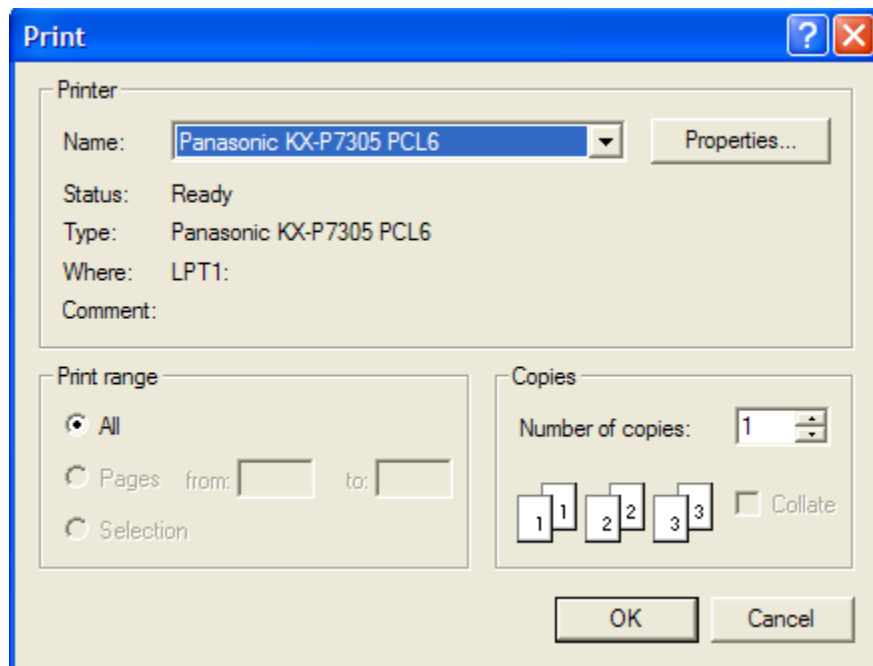 Print
Printer
Name: Panasonic KX-P7305 PCL6 Properties...
Status: Ready
Type: Panasonic KX-P7305 PCL6
Where: LPT1:
Comment:
Print range
All
Pages from: to:
Selection
Copies
Number of copies: 1
1 1 2 2 3 3 Collate
OK Cancel